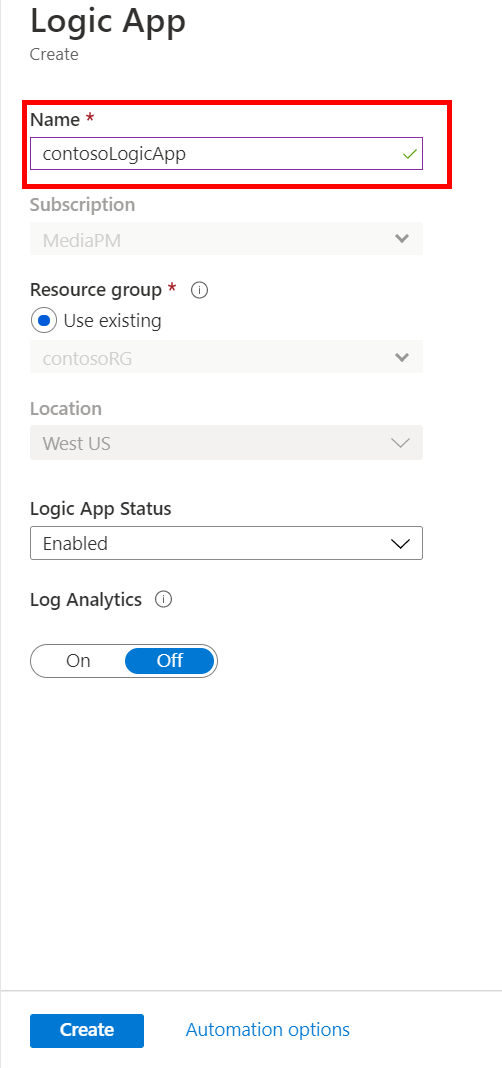 Logic App
Create
Name *
contosoLogicApp
Subscription
MediaPM
Resource group *
Use existing
contosoRG
Location
West US
Logic App Status
Enabled
Log Analytics
On Off
Create Automation options